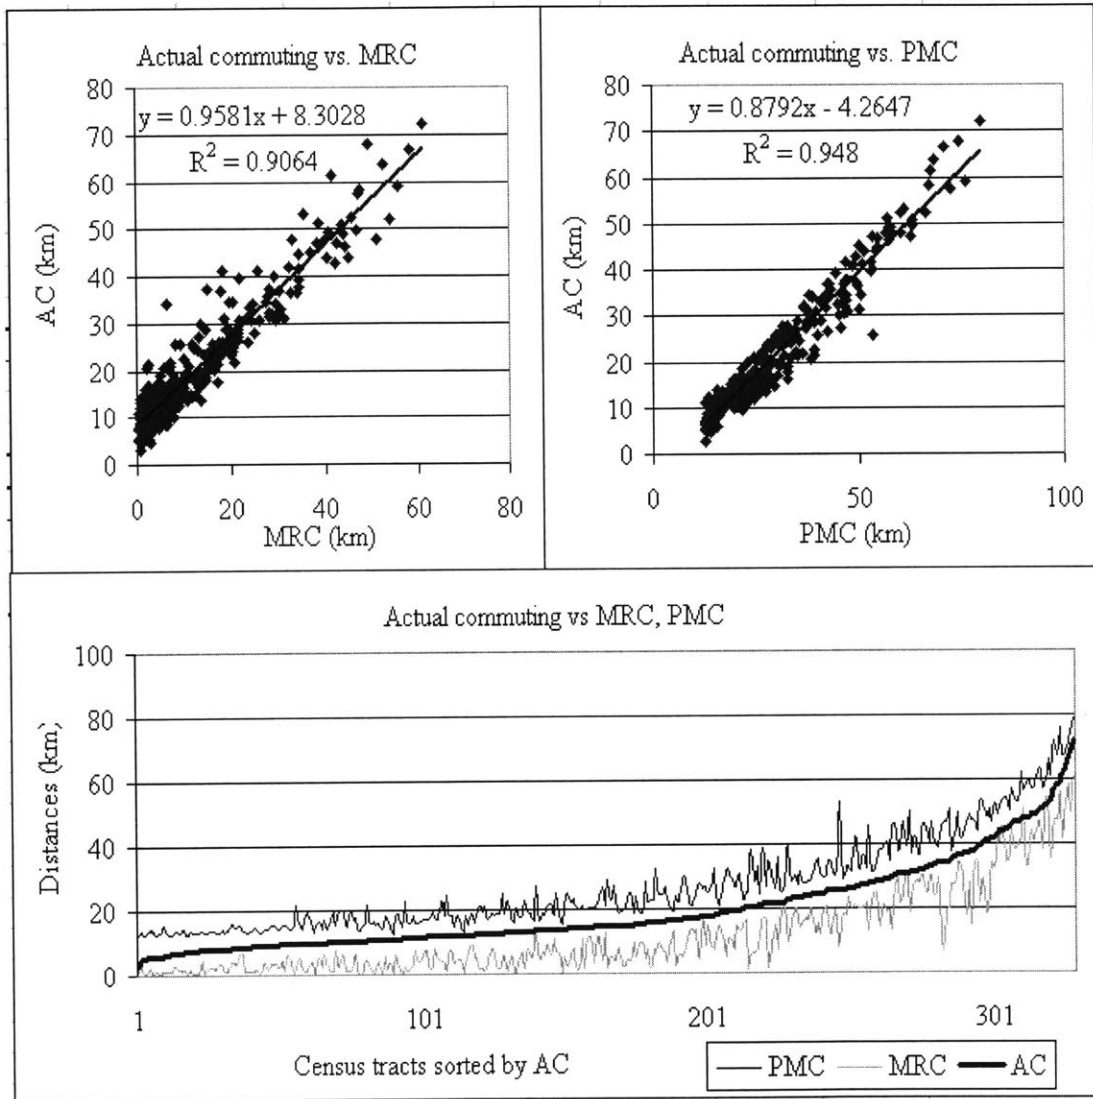 Actual commuting vs. MRC
y = 0.9581x + 8.3028
R² = 0.9064
AC (km)
80
70
60
50
40
30
20
10
0
0 20 40 60 80
MRC (km)
Actual commuting vs. PMC
y = 0.8792x - 4.2647
R² = 0.948
AC (km)
80
70
60
50
40
30
20
10
0
0 50 100
PMC (km)
Actual commuting vs MRC, PMC
Distances (km)
100
80
60
40
20
0
1 101 201 301
Census tracts sorted by AC
PMC MRC AC